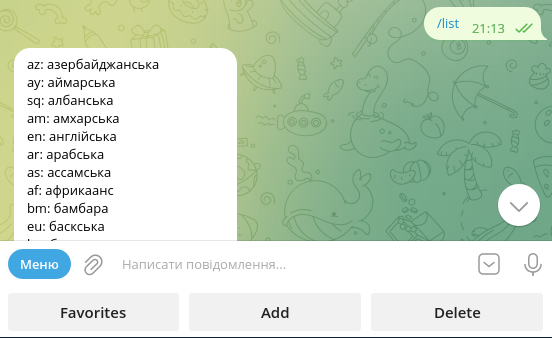 /list
21:13
az: азербайджанська
ay: аймарська
sq: албанська
am: амхарська
en: англійська
ar: арабська
as: ассамська
af: африкаанс
bm: бамбара
eu: баскська
Меню
Написати повідомлення...
Favorites
Add
Delete